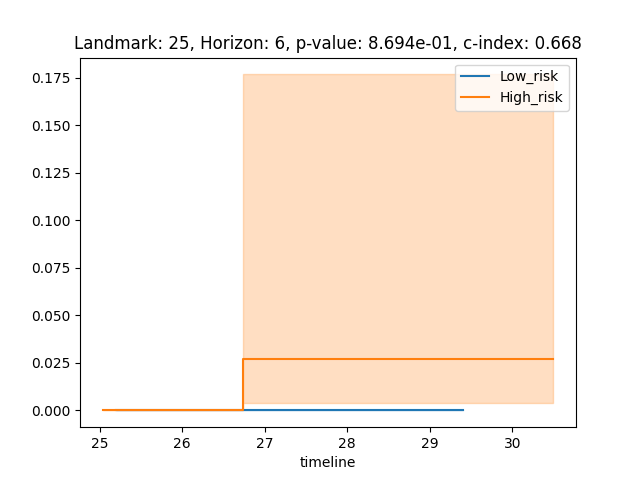 Landmark: 25, Horizon: 6, p-value: 8.694e-01, c-index: 0.668
Low_risk
High_risk
0.175
0.150
0.125
0.100
0.075
0.050
0.025
0.000
25 26 27 28 29 30
timeline